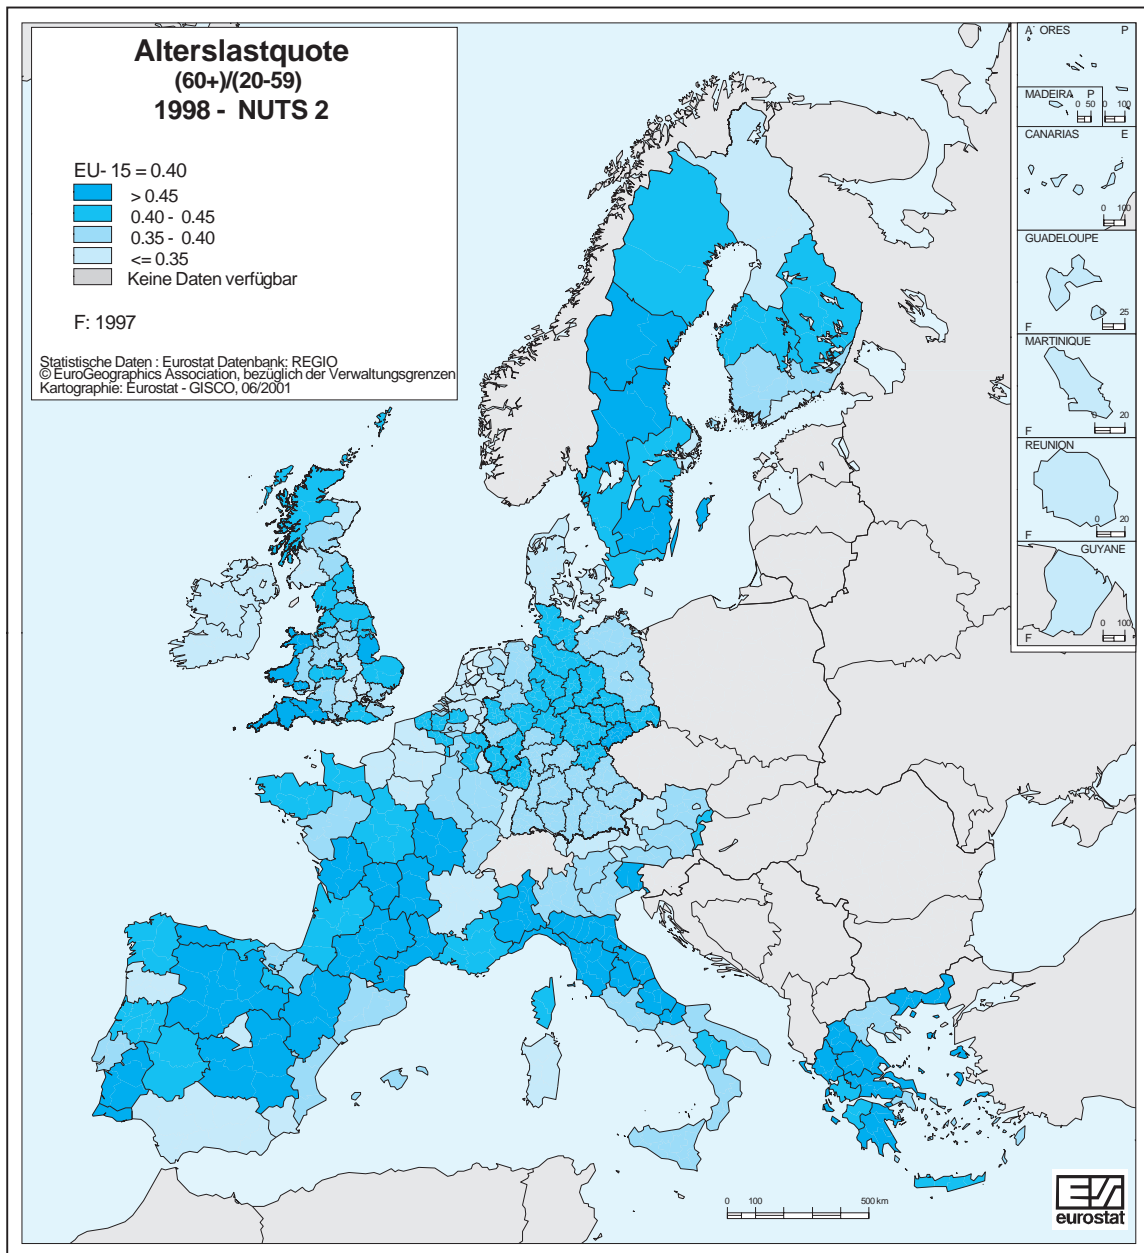 Alterslastquote
(60+)/(20-59)
1998 - NUTS 2
EU- 15 = 0.40
> 0.45
0.40 - 0.45
0.35 - 0.40
<= 0.35
Keine Daten verfügbar
F: 1997
Statistische Daten : Eurostat Datenbank: REGIO
© EuroGeographics Association, bezüglich der Verwaltungsgrenzen
Kartographie: Eurostat - GISCO, 06/2001
A´ ORES P
MADEIRA P
0 50 0 100
CANARIAS E
0 100
GUADELOUPE
F 0 25
MARTINIQUE
F 0 20
REUNION
F 0 20
GUYANE
F 0 100
0 100 500 km
eurostat